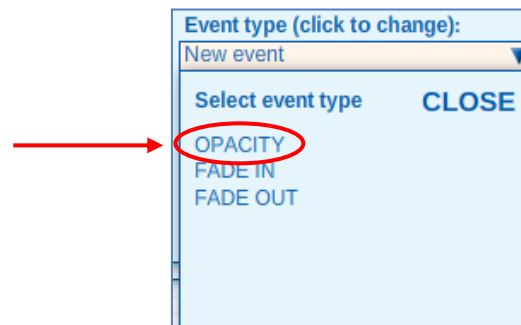 Event type (click to change):
New event
Select event type CLOSE
OPACITY
FADE IN
FADE OUT